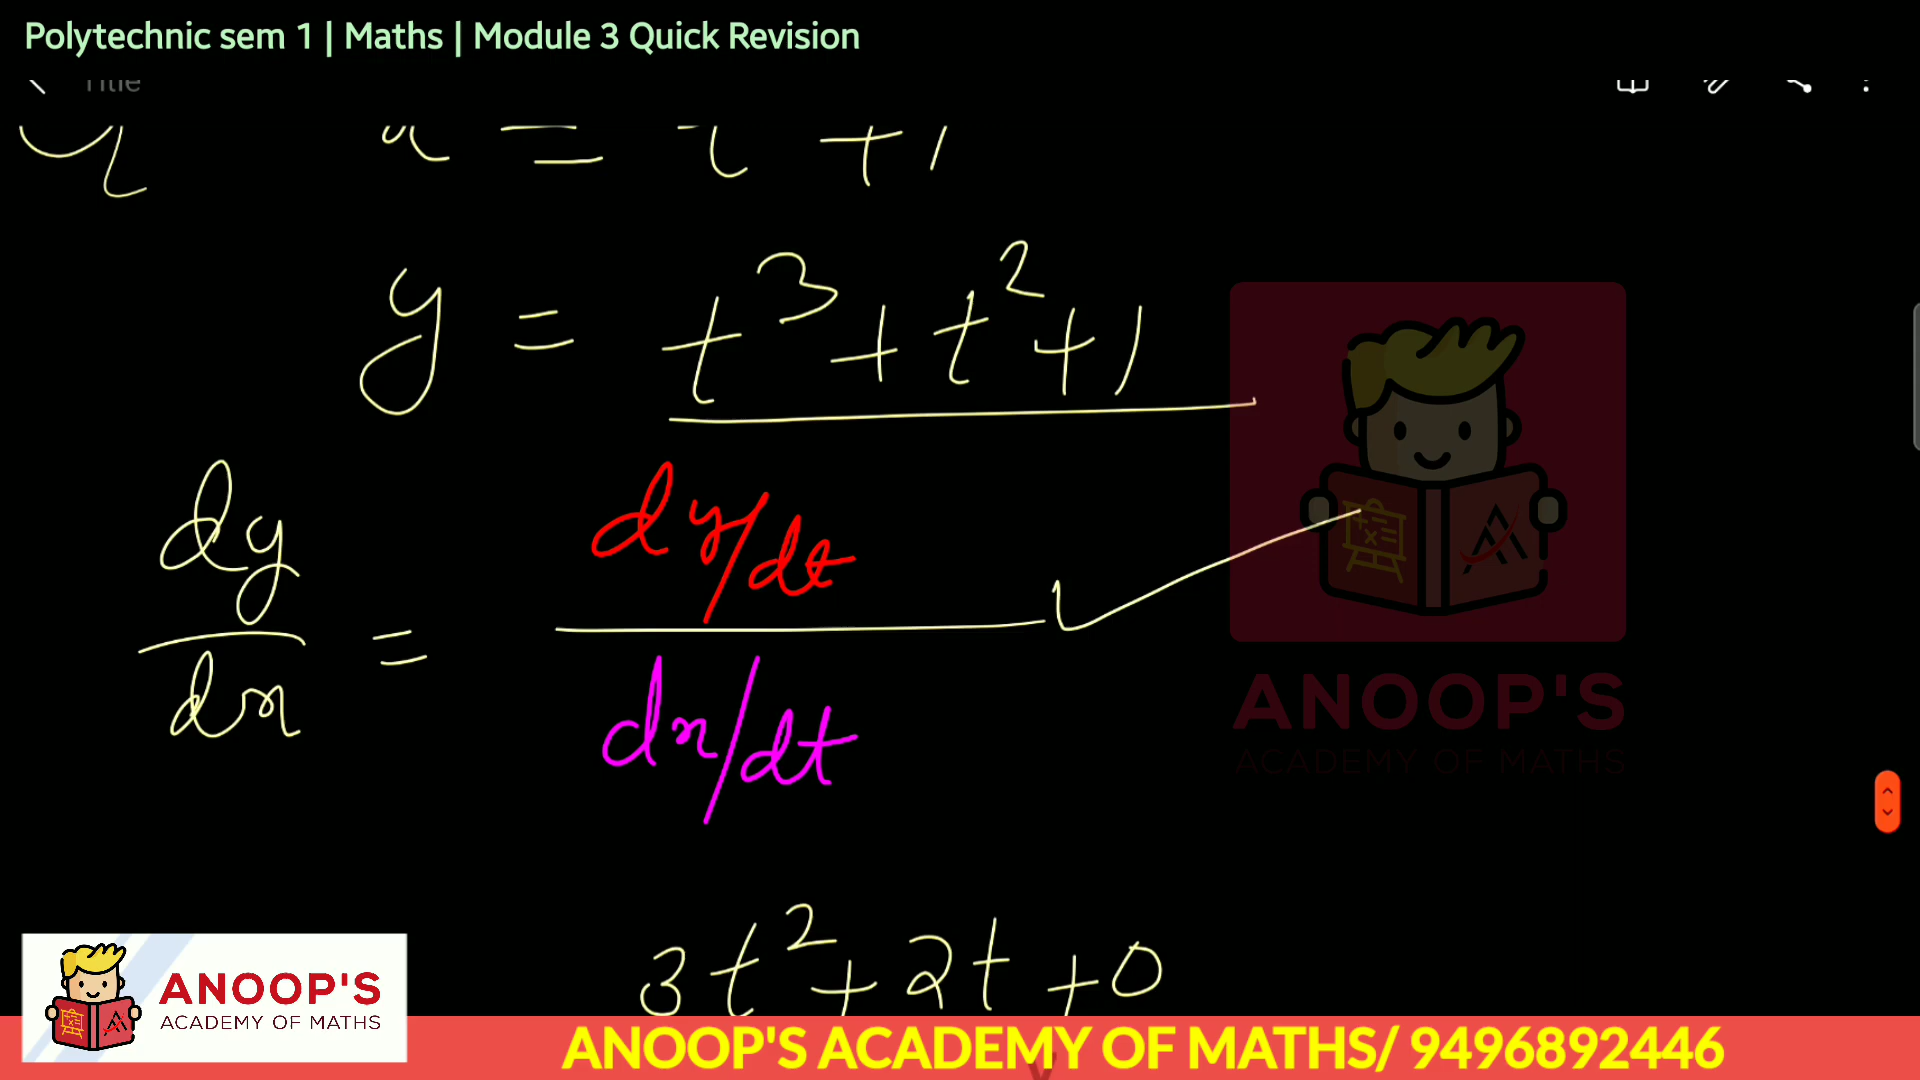 Polytechnic sem 1 | Maths | Module 3 Quick Revision
Title
y = t³ + t² + 1
dy/dx = (dy/dt)/(dx/dt)
3t² + 2t + 0
ANOOP'S
ACADEMY OF MATHS
ANOOP'S
ACADEMY OF MATHS
ANOOP'S ACADEMY OF MATHS/ 9496892446